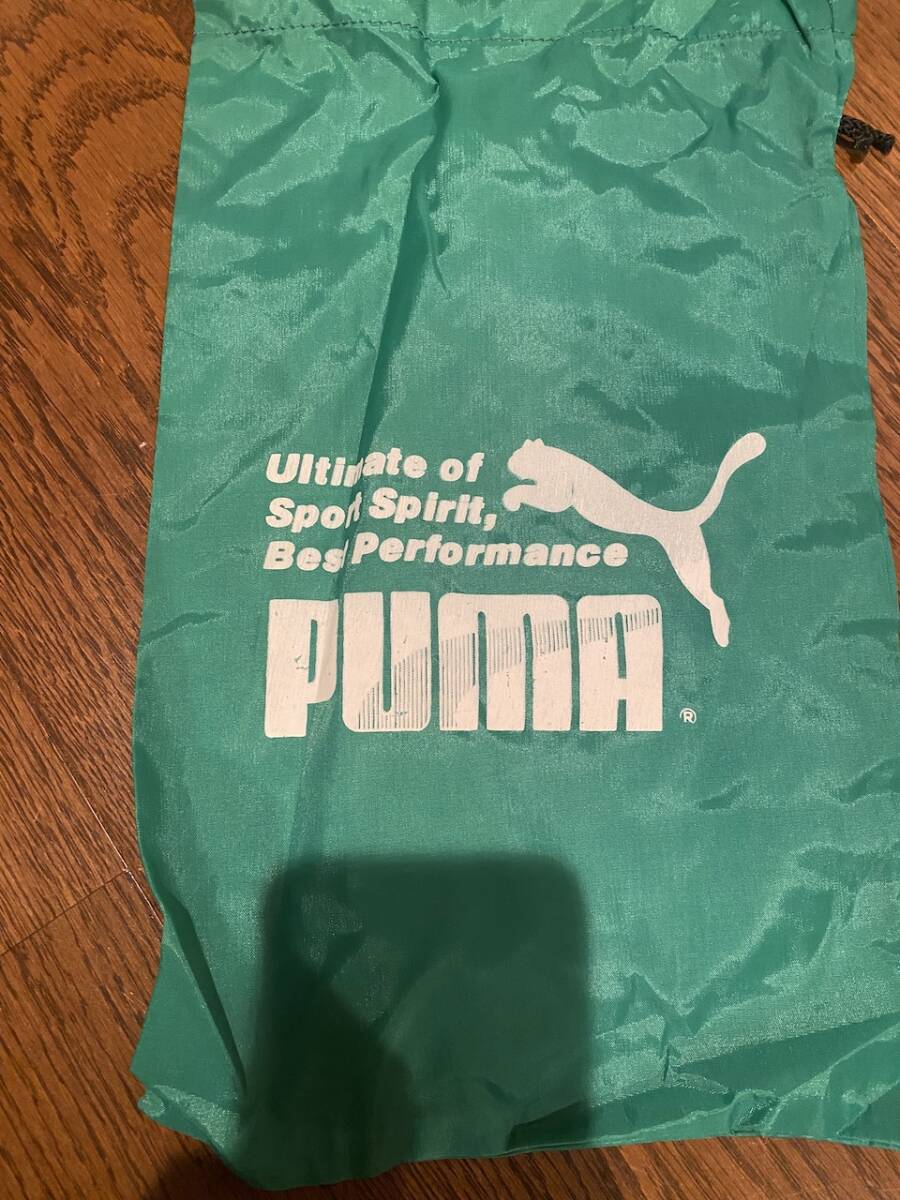 Ultimate of
Sport Spirit,
Best Performance
PUMA ®